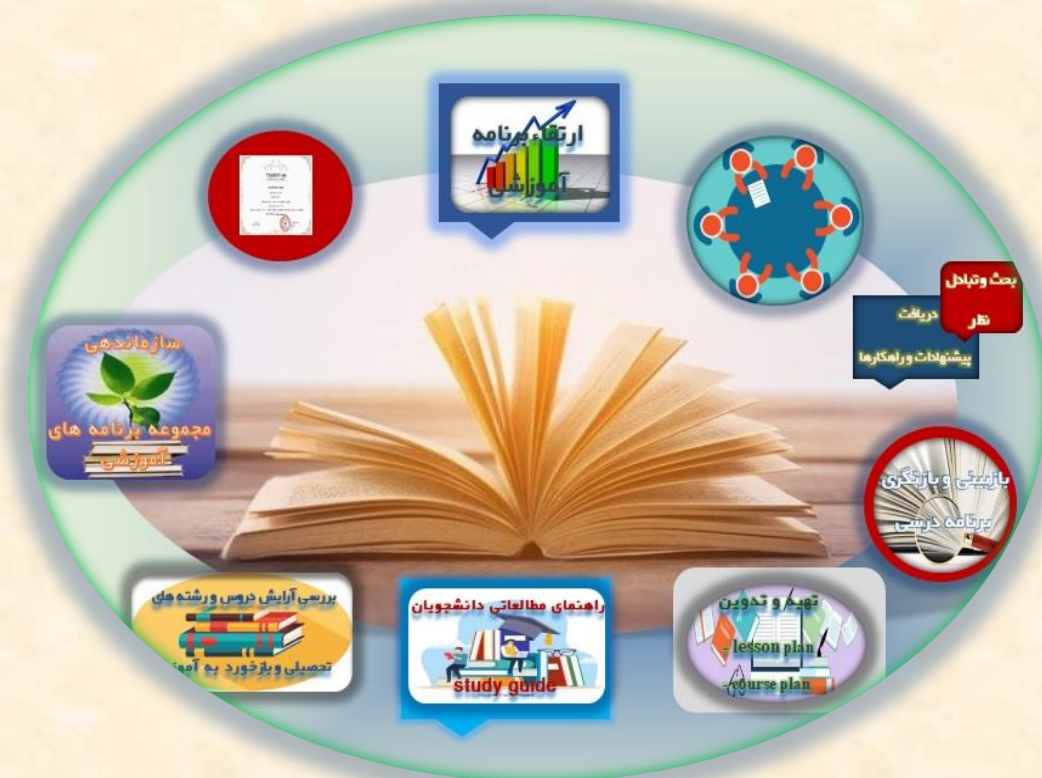 ارتقاء برنامه
آموزشی
بحث وتبادل
نظر
دریافت
پیشنهادات و راهکارها
سازماندهی
مجموعه برنامه های
آموزشی
بازبینی و بازنگری
برنامه درسی
بررسی آرایش دروس و رشته های
تحصیلی و بازخورد به
راهنمای مطالعاتی دانشجویان
study guide
تهیه و تدوین
- lesson plan
-course plan